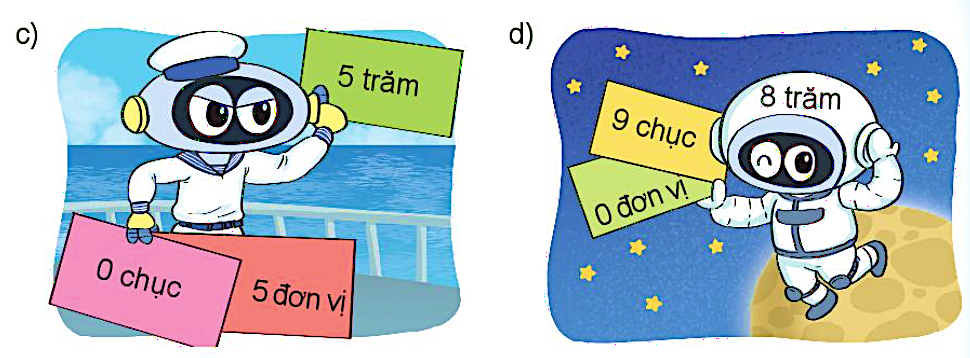 c)
5 trăm
0 chục
5 đơn vị
d)
8 trăm
9 chục
0 đơn vị